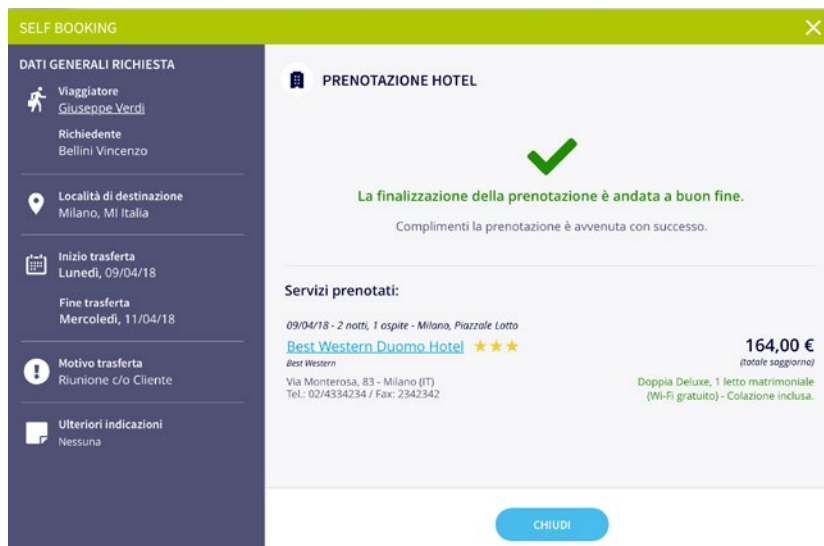 SELF BOOKING
DATI GENERALI RICHIESTA
Viaggiatore
Giuseppe Verdi
Richiedente
Bellini Vincenzo
Località di destinazione
Milano, MI Italia
Inizio trasferta
Lunedì, 09/04/18
Fine trasferta
Mercoledì, 11/04/18
Motivo trasferta
Riunione c/o Cliente
Ulteriori indicazioni
Nessuna
PRENOTAZIONE HOTEL
La finalizzazione della prenotazione è andata a buon fine.
Complimenti la prenotazione è avvenuta con successo.
Servizi prenotati:
09/04/18 - 2 notti, 1 ospite - Milano, Piazzale Lotto
Best Western Duomo Hotel
Best Western
Via Monterosa, 83 - Milano (IT)
Tel.: 02/4334234 / Fax: 2342342
164,00 €
(totale soggiorno)
Doppia Deluxe, 1 letto matrimoniale
(Wi-Fi gratuito) - Colazione inclusa.
CHIUDI